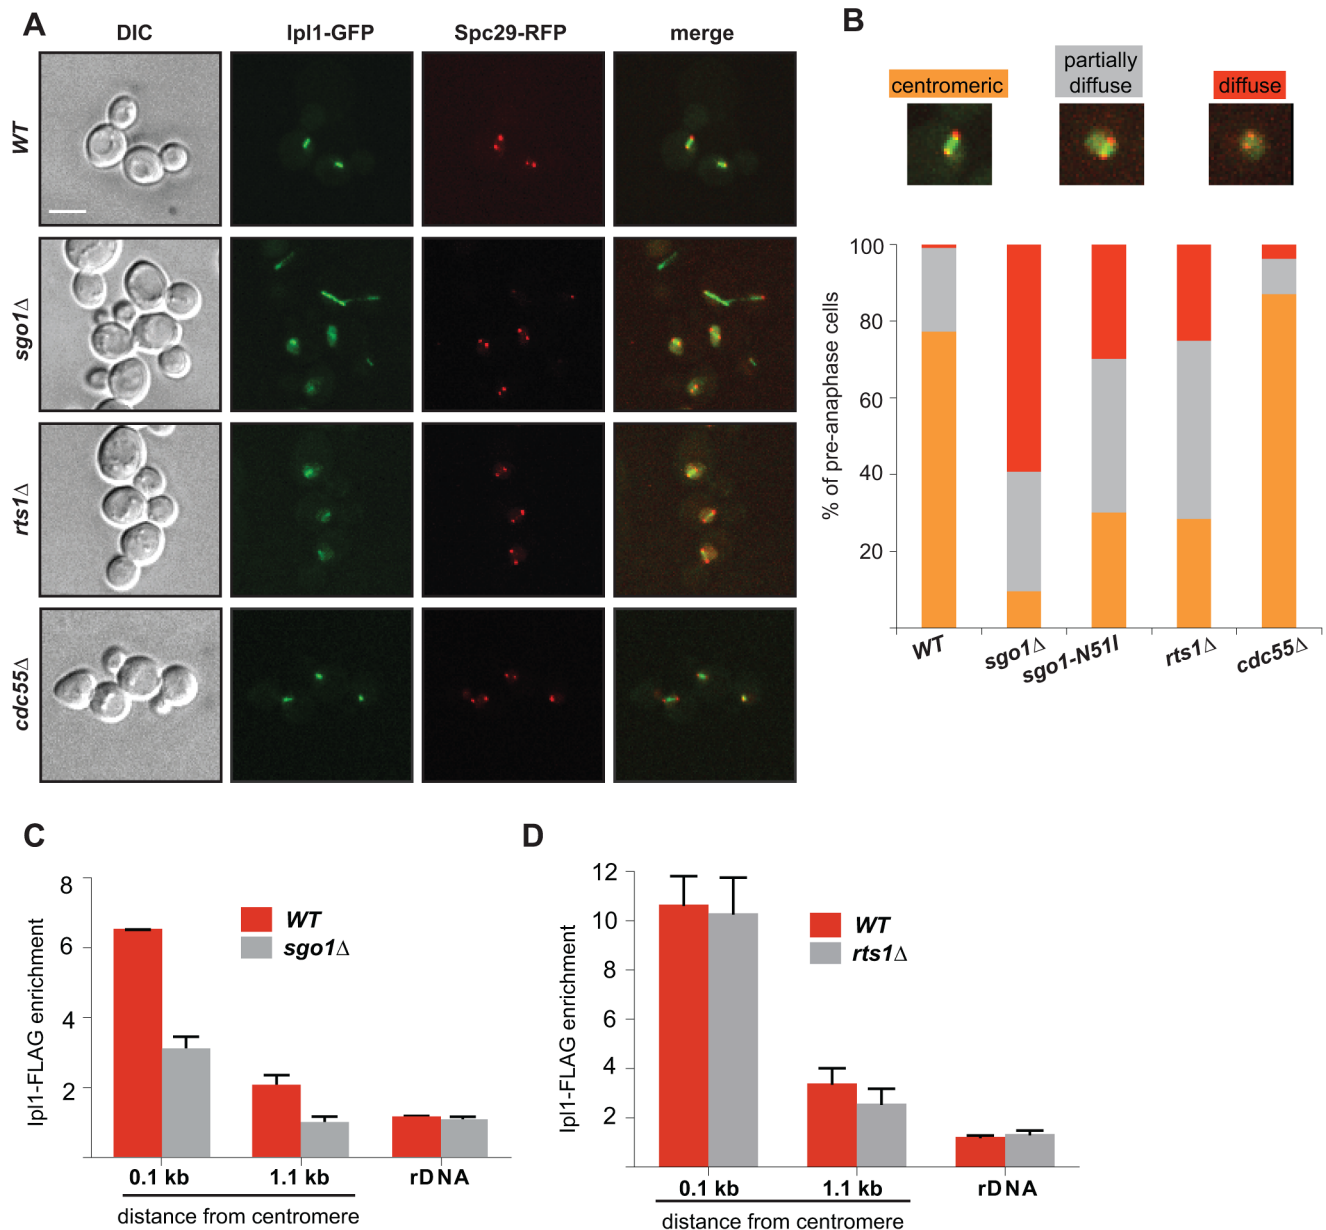 A
DIC
Ipl1-GFP
Spc29-RFP
merge
WT
sgo1Δ
rts1Δ
cdc55Δ
B
centromeric
partially
diffuse
diffuse
% of pre-anaphase cells
100
80
60
40
20
WT
sgo1Δ
sgo1-N51I
rts1Δ
cdc55Δ
C
Ipl1-FLAG enrichment
8
6
4
2
WT
sgo1Δ
0.1 kb
1.1 kb
rDNA
distance from centromere
D
Ipl1-FLAG enrichment
12
10
8
6
4
2
WT
rts1Δ
0.1 kb
1.1 kb
rDNA
distance from centromere